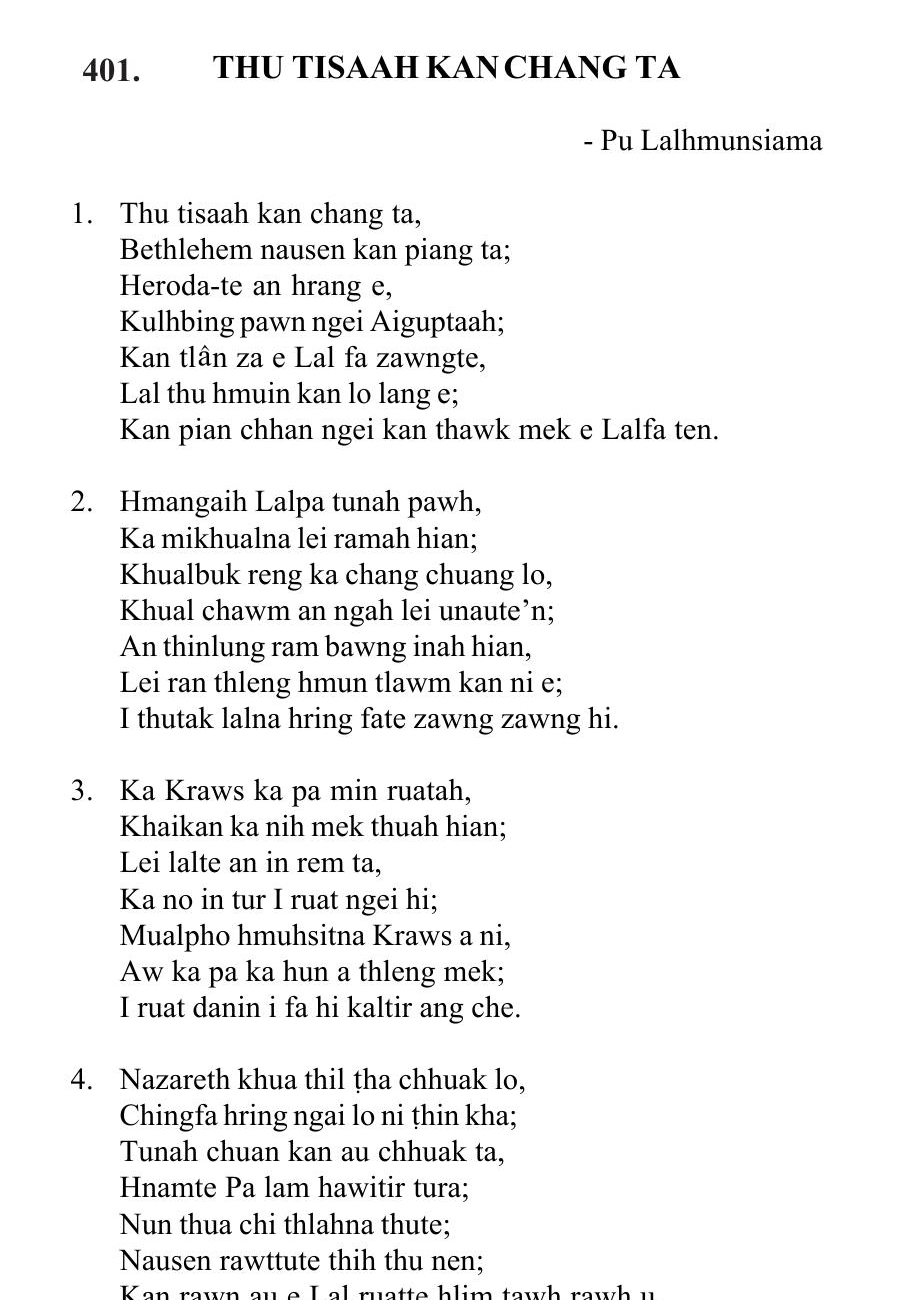 401. THU TISAAH KAN CHANG TA
- Pu Lalhmunsiama
1. Thu tisaah kan chang ta,
Bethlehem nausen kan piang ta;
Heroda-te an hrang e,
Kulhbing pawn ngei Aiguptaah;
Kan tlân za e Lal fa zawngte,
Lal thu hmuin kan lo lang e;
Kan pian chhan ngei kan thawk mek e Lalfa ten.
2. Hmangaih Lalpa tunah pawh,
Ka mikhualna lei ramah hian;
Khualbuk reng ka chang chuang lo,
Khual chawm an ngah lei unaute’n;
An thinlung ram bawng inah hian,
Lei ran thleng hmun tlawm kan ni e;
I thutak lalna hring fate zawng zawng hi.
3. Ka Kraws ka pa min ruatah,
Khaikan ka nih mek thuah hian;
Lei lalte an in rem ta,
Ka no in tur I ruat ngei hi;
Mualpho hmuhsitna Kraws a ni,
Aw ka pa ka hun a thleng mek;
I ruat danin i fa hi kaltir ang che.
4. Nazareth khua thil ṭha chhuak lo,
Chingfa hring ngai lo ni ṭhin kha;
Tunah chuan kan au chhuak ta,
Hnamte Pa lam hawitir tura;
Nun thua chi thlahna thute;
Nausen rawttute thih thu nen;
Kan rawn au e Lal ruatte hlim tawh rawh u.